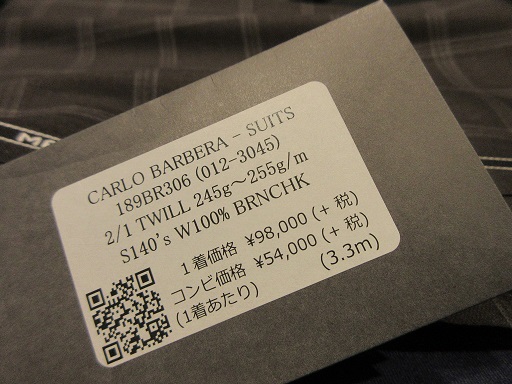 CARLO BARBERA - SUITS
189BR306 (012-3045)
2/1 TWILL 245g～255g/m
S140's W100% BRNCHK
1着価格 ¥98,000 (+ 税)
コンビ価格 ¥54,000 (+ 税)
(1着あたり) (3.3m)